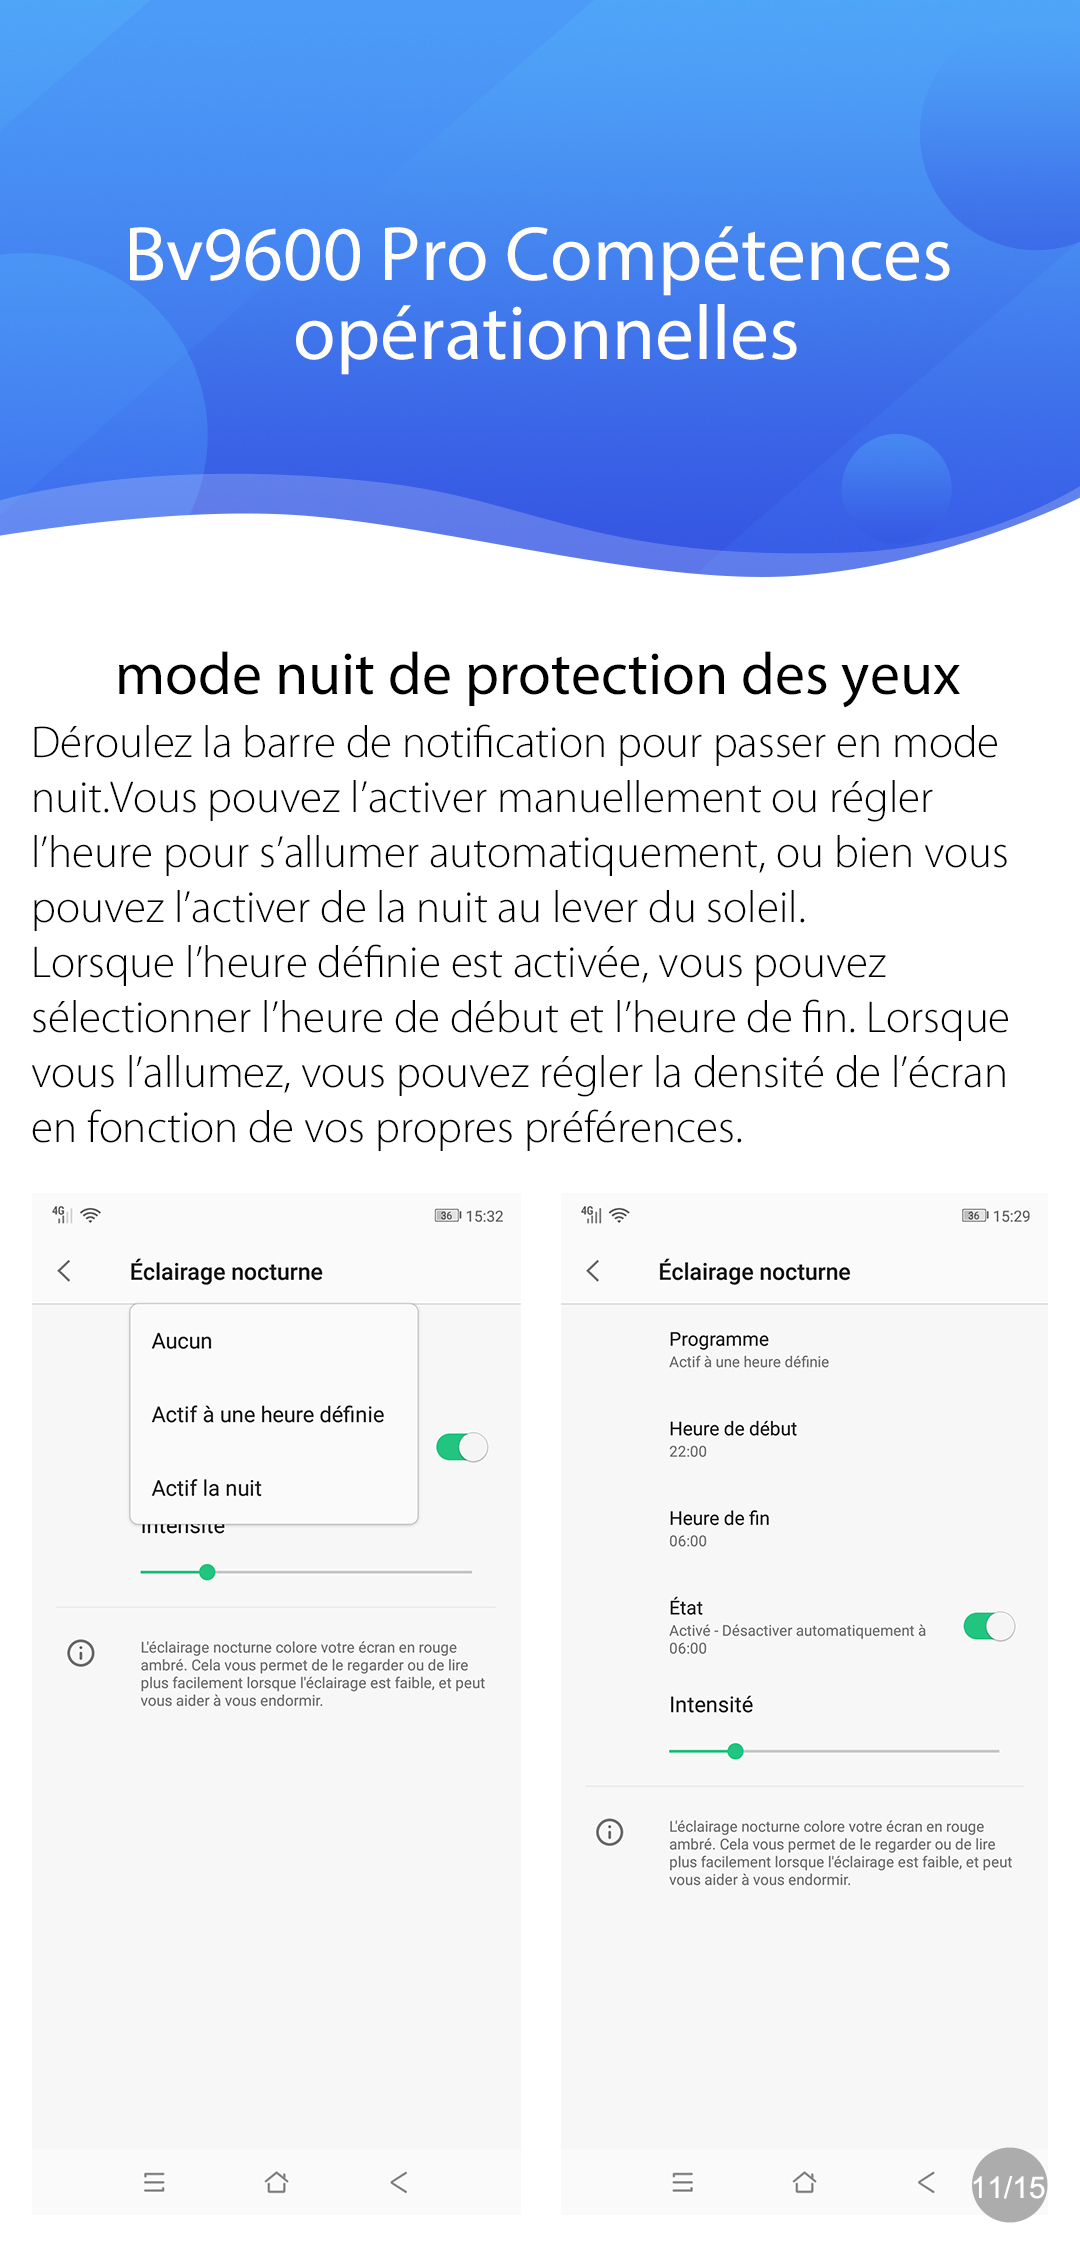 Bv9600 Pro Compétences
opérationnelles
mode nuit de protection des yeux
Déroulez la barre de notification pour passer en mode
nuit.Vous pouvez l’activer manuellement ou régler
l’heure pour s’allumer automatiquement, ou bien vous
pouvez l’activer de la nuit au lever du soleil.
Lorsque l’heure définie est activée, vous pouvez
sélectionner l’heure de début et l’heure de fin. Lorsque
vous l’allumez, vous pouvez régler la densité de l’écran
en fonction de vos propres préférences.
4G 36 15:32
Éclairage nocturne
Aucun
Actif à une heure définie
Actif la nuit
Intensité
L'éclairage nocturne colore votre écran en rouge
ambré. Cela vous permet de le regarder ou de lire
plus facilement lorsque l'éclairage est faible, et peut
vous aider à vous endormir.
4G 36 15:29
Éclairage nocturne
Programme
Actif à une heure définie
Heure de début
22:00
Heure de fin
06:00
État
Activé - Désactiver automatiquement à
06:00
Intensité
L'éclairage nocturne colore votre écran en rouge
ambré. Cela vous permet de le regarder ou de lire
plus facilement lorsque l'éclairage est faible, et peut
vous aider à vous endormir.
11/15